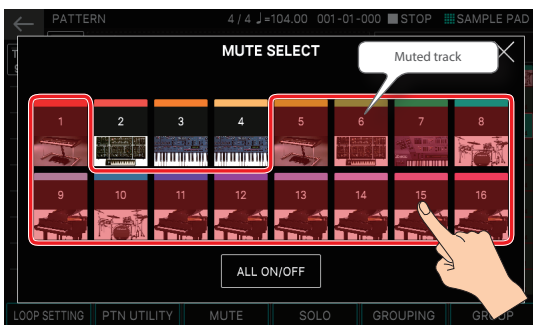 PATTERN 4 / 4 ♩=104.00 001-01-000 STOP SAMPLE PAD
MUTE SELECT
Muted track
1 2 3 4 5 6 7 8
9 10 11 12 13 14 15 16
ALL ON/OFF
LOOP SETTING PTN UTILITY MUTE SOLO GROUPING